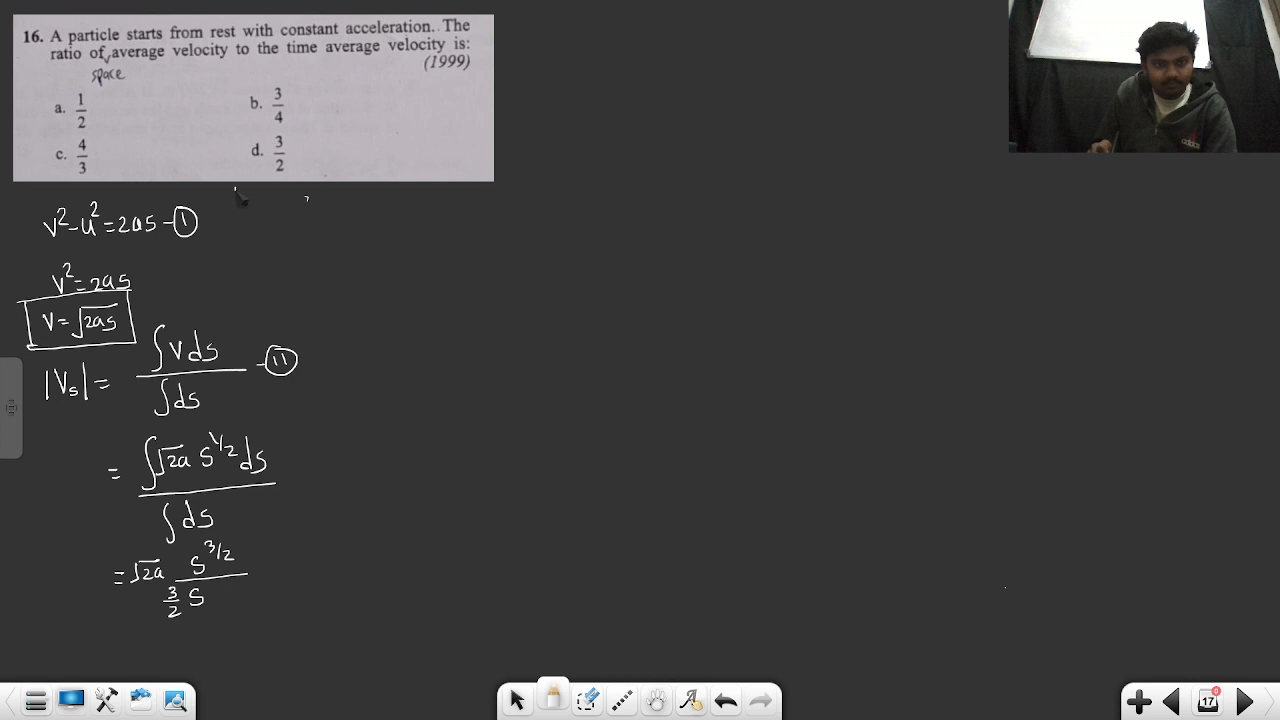 16. A particle starts from rest with constant acceleration. The
ratio of average velocity to the time average velocity is:
space
(1999)
a. 1/2
b. 3/4
c. 4/3
d. 3/2
v²-u²=2as-①
v²=2as
v=√2as
|Vs|= ∫vds / ∫ds -⑪
= ∫√2a s^1/2 ds / ∫ds
=√2a s^3/2 / 3/2 s
17